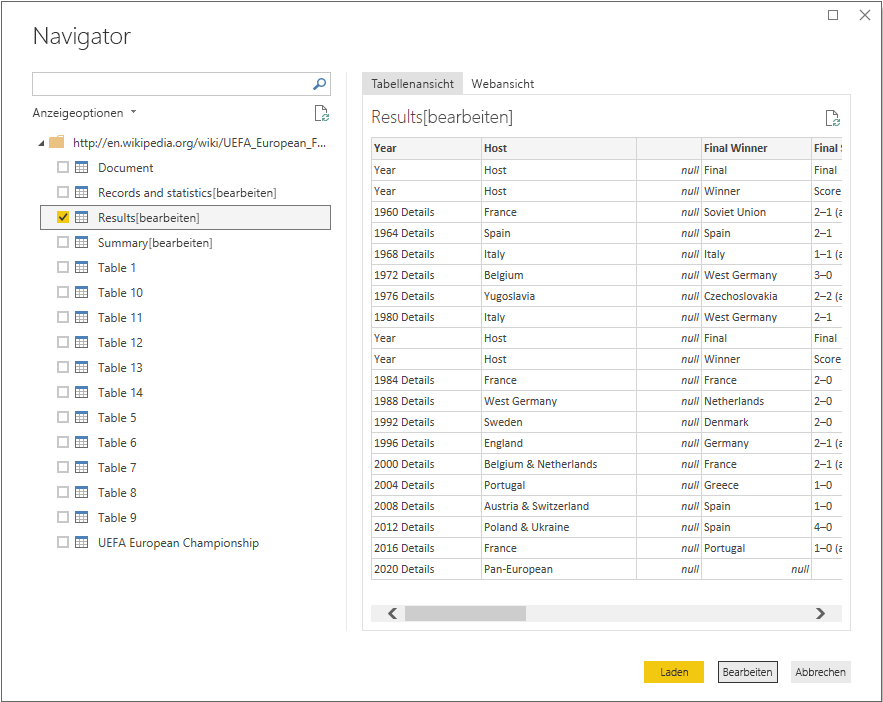 Navigator
Anzeigeoptionen
http://en.wikipedia.org/wiki/UEFA_European_F...
Document
Records and statistics[bearbeiten]
Results[bearbeiten]
Summary[bearbeiten]
Table 1
Table 10
Table 11
Table 12
Table 13
Table 14
Table 5
Table 6
Table 7
Table 8
Table 9
UEFA European Championship
Tabellenansicht Webansicht
Results[bearbeiten]
Year Host Final Winner Final
Year Host null Final Final
Year Host null Winner Score
1960 Details France null Soviet Union 2–1 (a
1964 Details Spain null Spain 2–1
1968 Details Italy null Italy 1–1 (a
1972 Details Belgium null West Germany 3–0
1976 Details Yugoslavia null Czechoslovakia 2–2 (a
1980 Details Italy null West Germany 2–1
Year Host null Final Final
Year Host null Winner Score
1984 Details France null France 2–0
1988 Details West Germany null Netherlands 2–0
1992 Details Sweden null Denmark 2–0
1996 Details England null Germany 2–1 (a
2000 Details Belgium & Netherlands null France 2–1 (a
2004 Details Portugal null Greece 1–0
2008 Details Austria & Switzerland null Spain 1–0
2012 Details Poland & Ukraine null Spain 4–0
2016 Details France null Portugal 1–0 (a
2020 Details Pan-European null null
Laden Bearbeiten Abbrechen